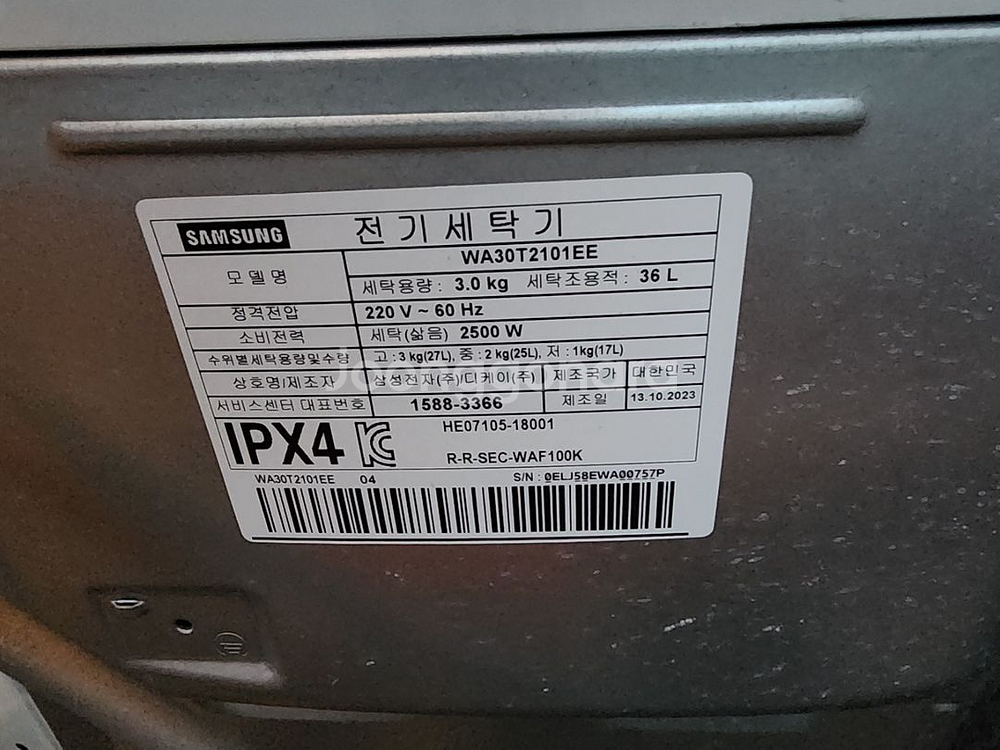 SAMSUNG 전기세탁기
모델명 WA30T2101EE
세탁용량 : 3.0 kg 세탁조용적 : 36 L
정격전압 220 V ~ 60 Hz
소비전력 세탁(삶음) 2500 W
수위별세탁용량및수량 고 : 3 kg(27L), 중 : 2 kg(25L), 저 : 1kg(17L)
상호명/제조자 삼성전자(주)/디케이(주) 제조국가 대한민국
서비스센터 대표번호 1588-3366 제조일 13.10.2023
IPX4 HE07105-18001
R-R-SEC-WAF100K
WA30T2101EE 04 S/N : 0ELJ58EWA00757P
Joonggonara